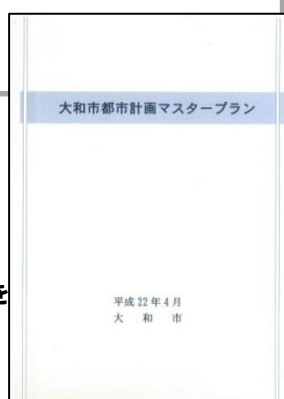 大和市都市計画マスタープラン
を
平成22年4月
大 和 市